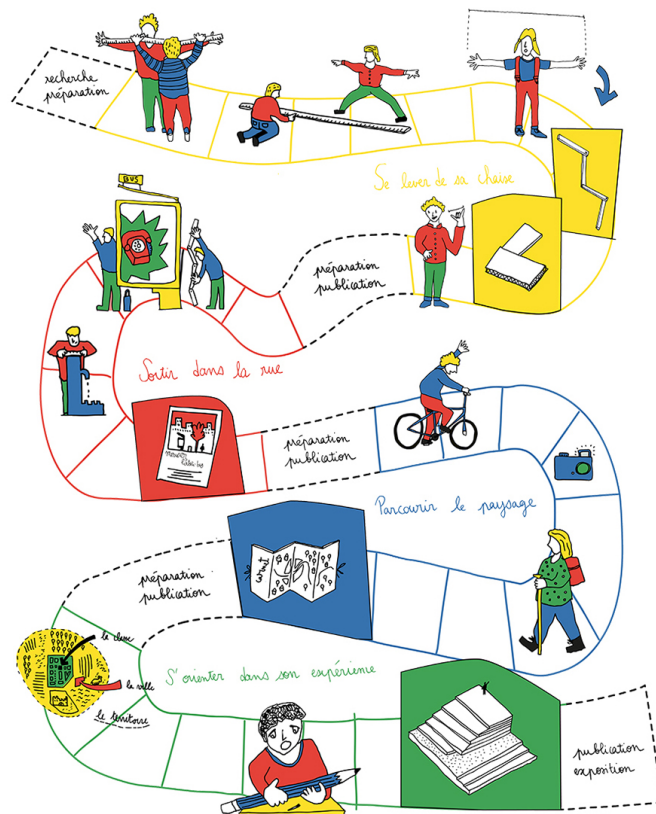 recherche
préparation
Se lever de sa chaise
BUS
préparation
publication
Sortir dans la rue
préparation
publication
Parcourir le paysage
préparation
publication
la classe
la ville
le territoire
S'orienter dans son expérience
publication
exposition